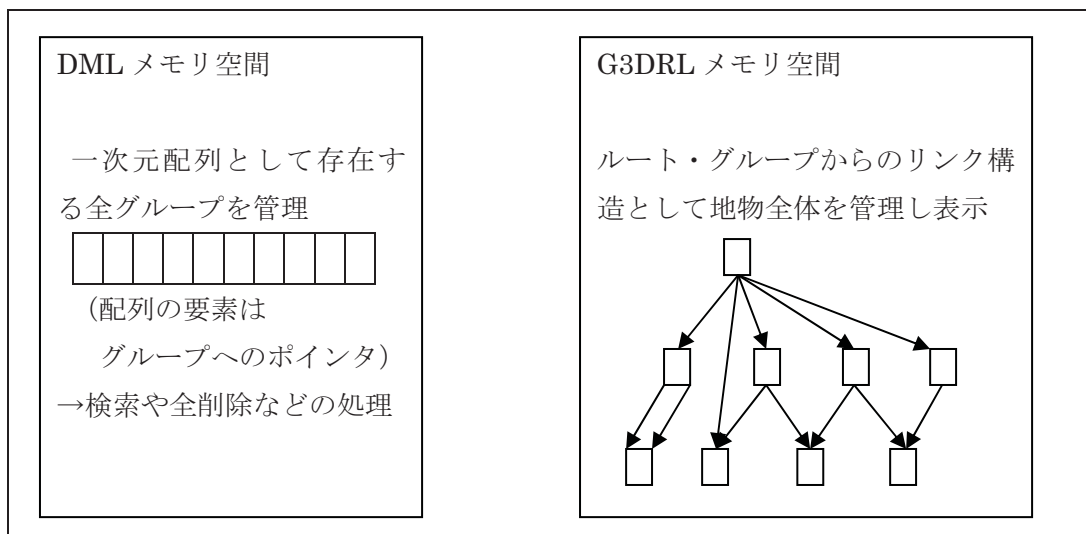 DML メモリ空間
一次元配列として存在す
る全グループを管理
（配列の要素は
グループへのポインタ）
→検索や全削除などの処理
G3DRL メモリ空間
ルート・グループからのリンク構
造として地物全体を管理し表示